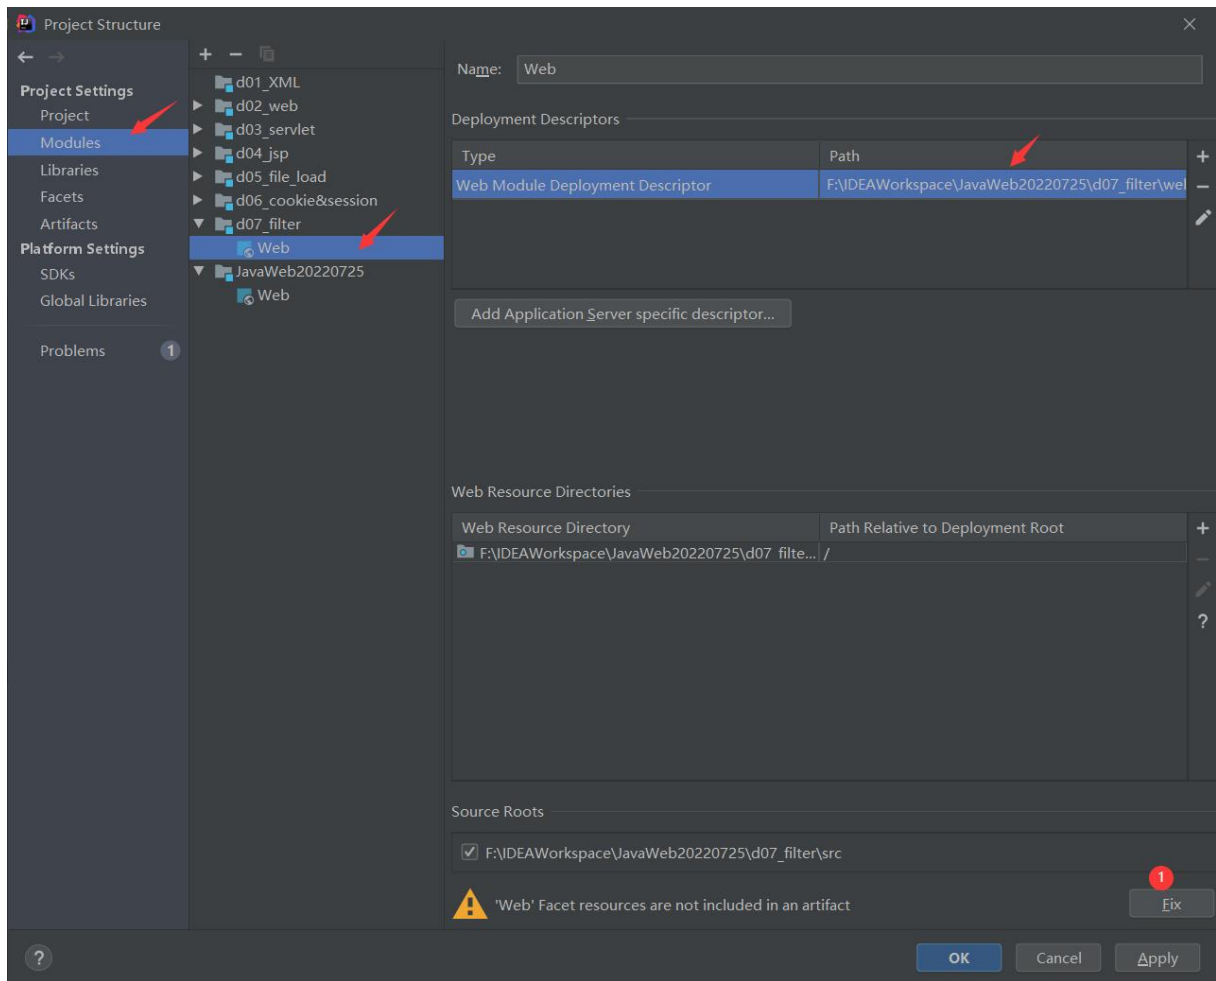 Project Structure
Project Settings
Project
Modules
Libraries
Facets
Artifacts
Platform Settings
SDKs
Global Libraries
Problems 1
d01_XML
d02_web
d03_servlet
d04_jsp
d05_file_load
d06_cookie&session
d07_filter
Web
JavaWeb20220725
Web
Name: Web
Deployment Descriptors
Type Path
Web Module Deployment Descriptor F:\IDEAWorkspace\JavaWeb20220725\d07_filter\wel
Add Application Server specific descriptor...
Web Resource Directories
Web Resource Directory Path Relative to Deployment Root
F:\IDEAWorkspace\JavaWeb20220725\d07_filte... /
?
Source Roots
F:\IDEAWorkspace\JavaWeb20220725\d07_filter\src
1
'Web' Facet resources are not included in an artifact Fix
? OK Cancel Apply